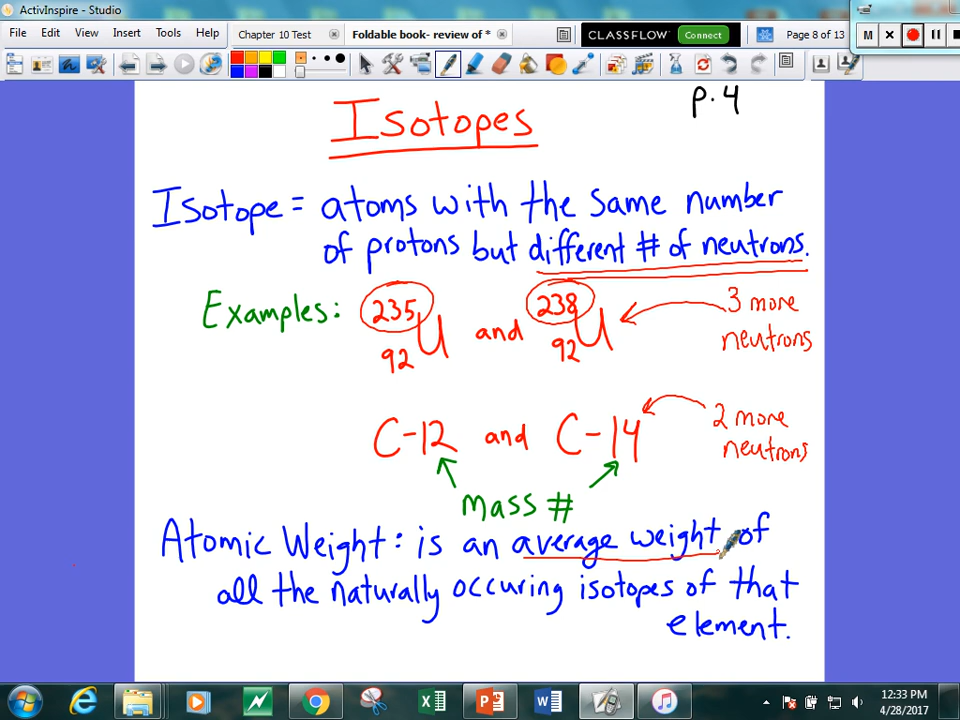 ActivInspire - Studio
File Edit View Insert Tools Help
Chapter 10 Test
Foldable book- review of *
CLASSFLOW Connect
Page 8 of 13
M
p. 4
Isotopes
Isotope = atoms with the same number
of protons but different # of neutrons.
Examples: 235 92 U and 238 92 U
3 more
neutrons
C-12 and C-14
2 more
neutrons
Mass #
Atomic Weight: is an average weight of
all the naturally occuring isotopes of that
element.
12:33 PM
4/28/2017